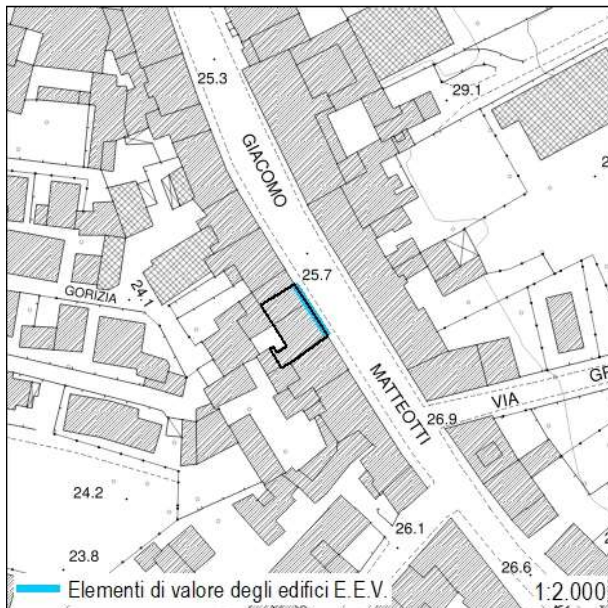 25.3
29.1
GIACOMO
25.7
GORIZIA
24.1
MATTEOTTI
VIA
26.9
24.2
26.1
23.8
26.6
Elementi di valore degli edifici E.E.V.
1:2.000